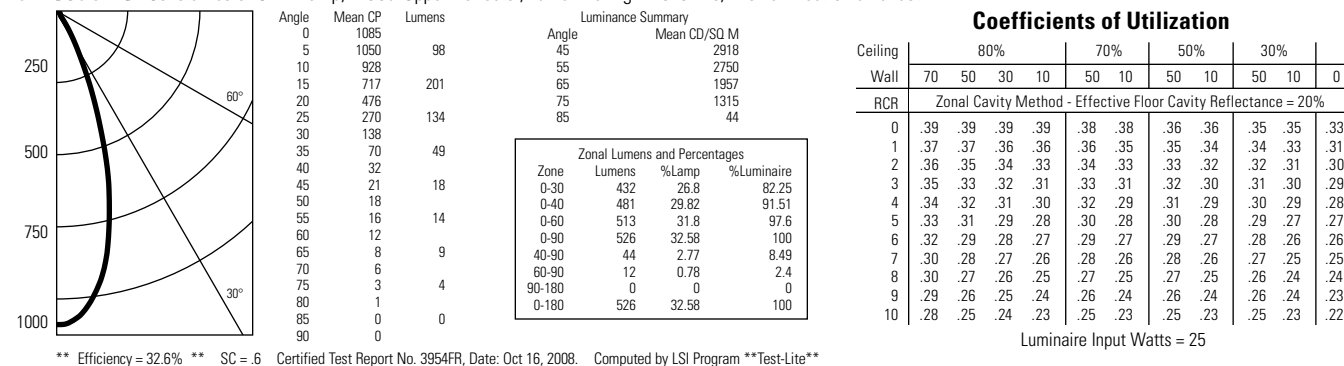 250
500
750
1000
60°
30°
Angle Mean CP Lumens
0 1085
5 1050 98
10 928
15 717 201
20 476
25 270 134
30 138
35 70 49
40 32
45 21 18
50 18
55 16 14
60 12
65 8 9
70 6
75 3 4
80 1
85 0 0
90 0
Luminance Summary
Angle Mean CD/SQ M
45 2918
55 2750
65 1957
75 1315
85 44
Zonal Lumens and Percentages
Zone Lumens %Lamp %Luminaire
0-30 432 26.8 82.25
0-40 481 29.82 91.51
0-60 513 31.8 97.6
0-90 526 32.58 100
40-90 44 2.77 8.49
60-90 12 0.78 2.4
90-180 0 0 0
0-180 526 32.58 100
** Efficiency = 32.6% ** SC = .6 Certified Test Report No. 3954FR, Date: Oct 16, 2008. Computed by LSI Program **Test-Lite**
Coefficients of Utilization
Ceiling 80% 70% 50% 30%
Wall 70 50 30 10 50 10 50 10 50 10 0
RCR Zonal Cavity Method - Effective Floor Cavity Reflectance = 20%
0 .39 .39 .39 .39 .38 .38 .36 .36 .35 .35 .33
1 .37 .37 .36 .36 .36 .35 .35 .34 .34 .33 .31
2 .36 .35 .34 .33 .34 .33 .33 .32 .32 .31 .30
3 .35 .33 .32 .31 .33 .31 .32 .30 .31 .30 .29
4 .34 .32 .31 .30 .32 .29 .31 .29 .30 .29 .28
5 .33 .31 .29 .28 .30 .28 .30 .28 .29 .27 .27
6 .32 .29 .28 .27 .29 .27 .29 .27 .28 .26 .26
7 .30 .28 .27 .26 .28 .26 .28 .26 .27 .25 .25
8 .30 .27 .26 .25 .27 .25 .27 .25 .26 .24 .24
9 .29 .26 .25 .24 .26 .24 .26 .24 .26 .24 .23
10 .28 .25 .24 .23 .25 .23 .25 .23 .25 .23 .22
Luminaire Input Watts = 25